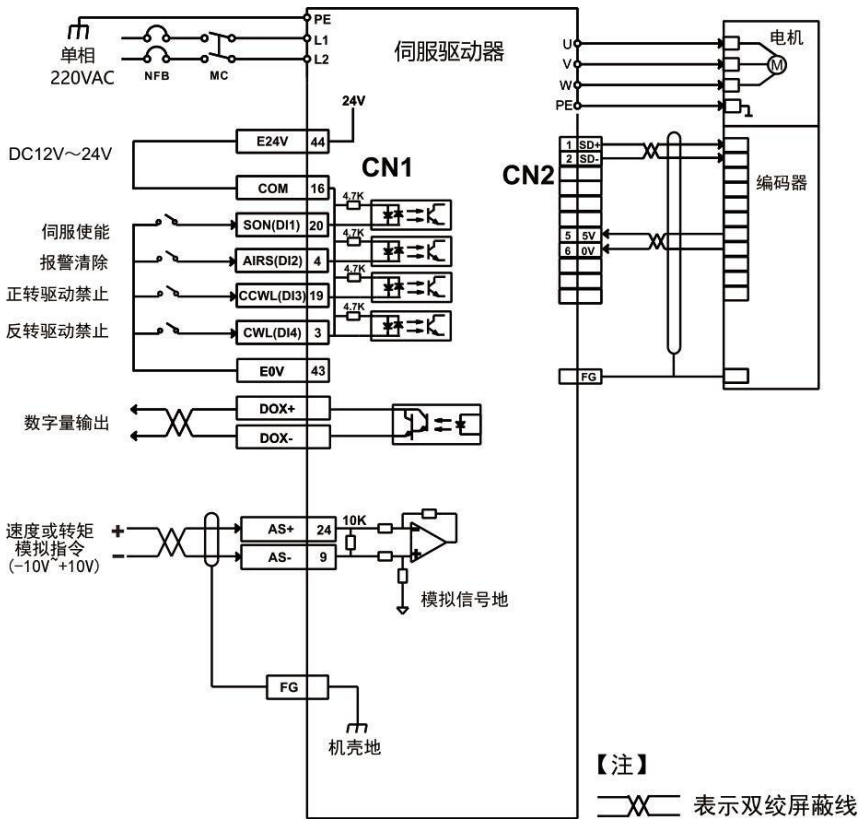 PE
L1
L2
单相
220VAC
NFB
MC
伺服驱动器
U
V
W
PE
电机
M
24V
DC12V～24V
E24V 44
CN1
COM 16
4.7K
伺服使能
SON(DI1) 20
4.7K
报警清除
AIRS(DI2) 4
4.7K
正转驱动禁止
CCWL(DI3) 19
4.7K
反转驱动禁止
CWL(DI4) 3
E0V 43
CN2
1 SD+
2 SD-
5 5V
6 0V
编码器
FG
数字量输出
DOX+
DOX-
速度或转矩
模拟指令
(-10V~+10V)
+
-
AS+ 24
AS- 9
10K
-
+
模拟信号地
FG
机壳地
【注】
表示双绞屏蔽线